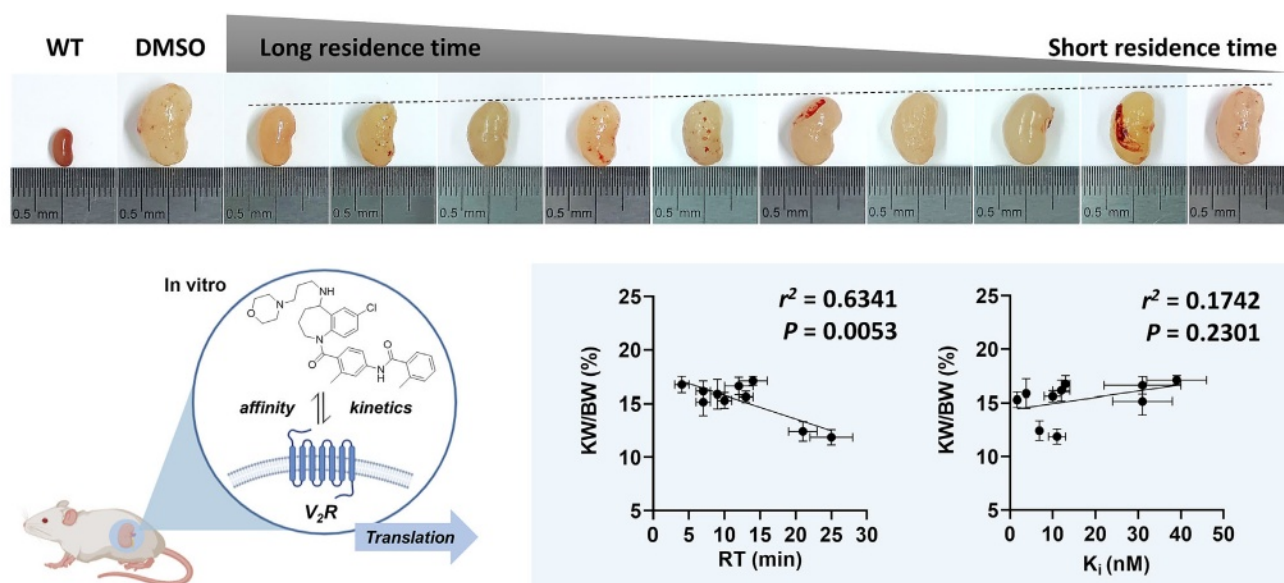 WT DMSO Long residence time Short residence time
0.5 mm 0.5 mm 0.5 mm 0.5 mm 0.5 mm 0.5 mm 0.5 mm 0.5 mm 0.5 mm 0.5 mm 0.5 mm 0.5 mm
In vitro
NH
N
O
Cl
N
O
O
N
H
affinity kinetics
V₂R
Translation
r² = 0.6341
P = 0.0053
KW/BW (%)
25
20
15
10
5
0 5 10 15 20 25 30
RT (min)
r² = 0.1742
P = 0.2301
KW/BW (%)
25
20
15
10
5
0 10 20 30 40 50
Kᵢ (nM)